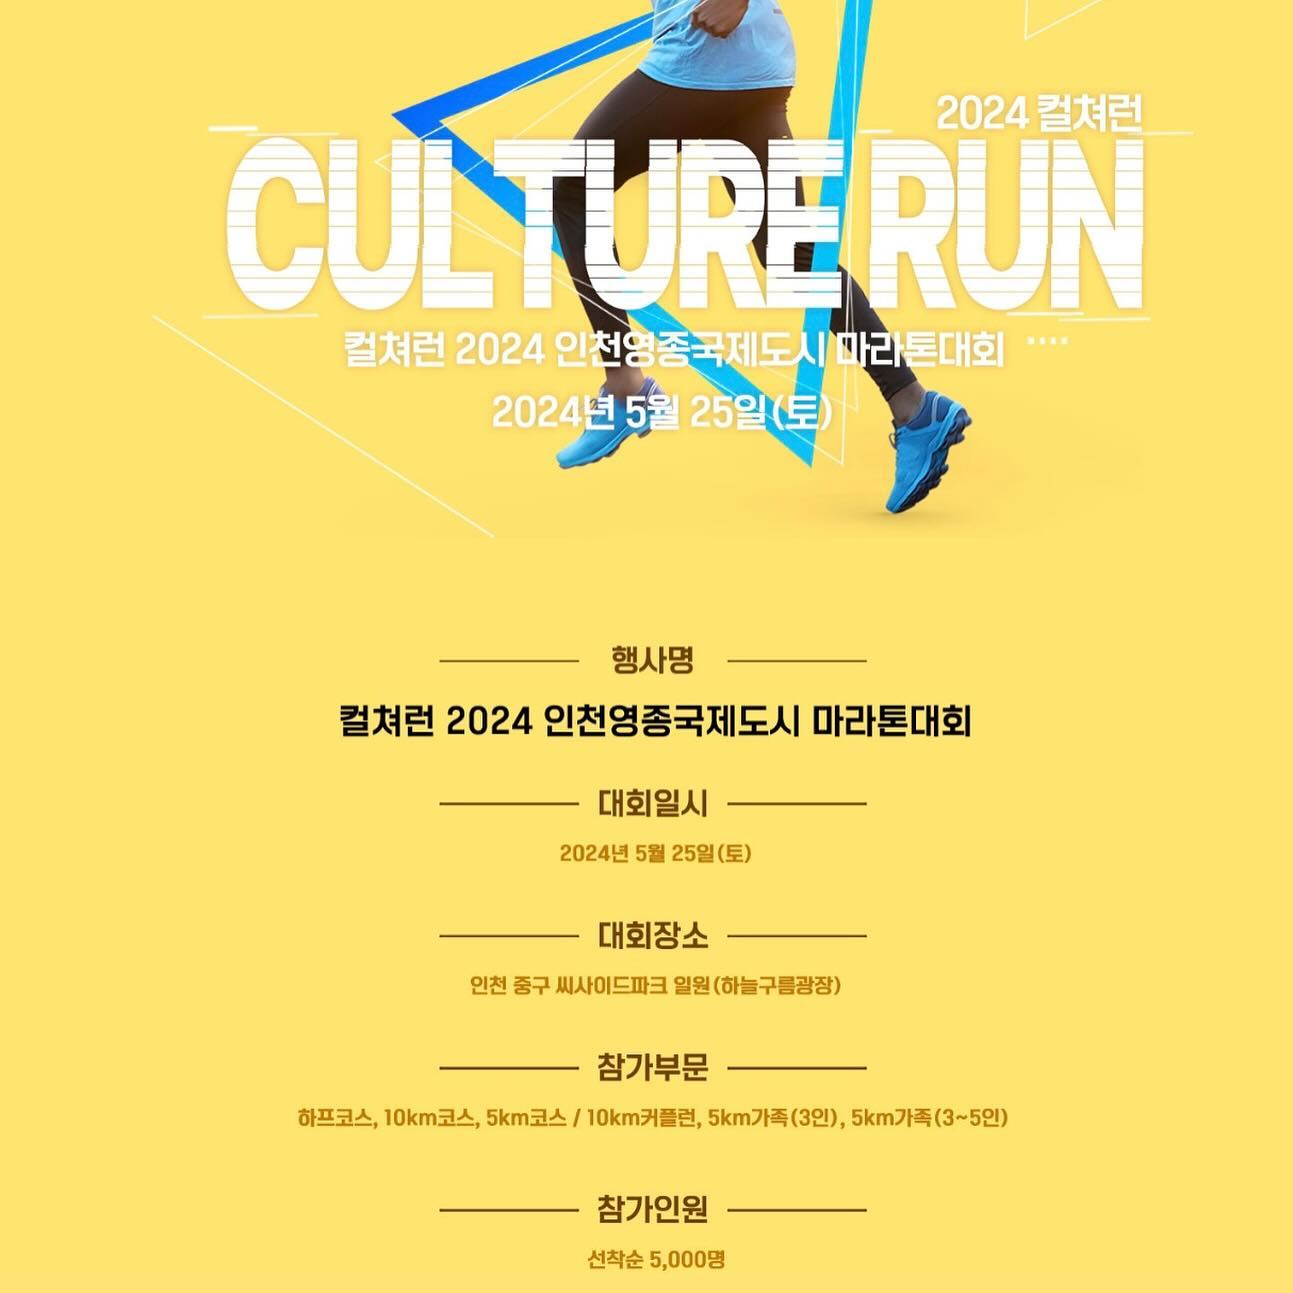 2024 컬쳐런
CULTURE RUN
컬쳐런 2024 인천영종국제도시 마라톤대회
2024년 5월 25일(토)
행사명
컬쳐런 2024 인천영종국제도시 마라톤대회
대회일시
2024년 5월 25일(토)
대회장소
인천 중구 씨사이드파크 일원(하늘구름광장)
참가부문
하프코스, 10km코스, 5km코스 / 10km커플런, 5km가족(3인), 5km가족(3~5인)
참가인원
선착순 5,000명